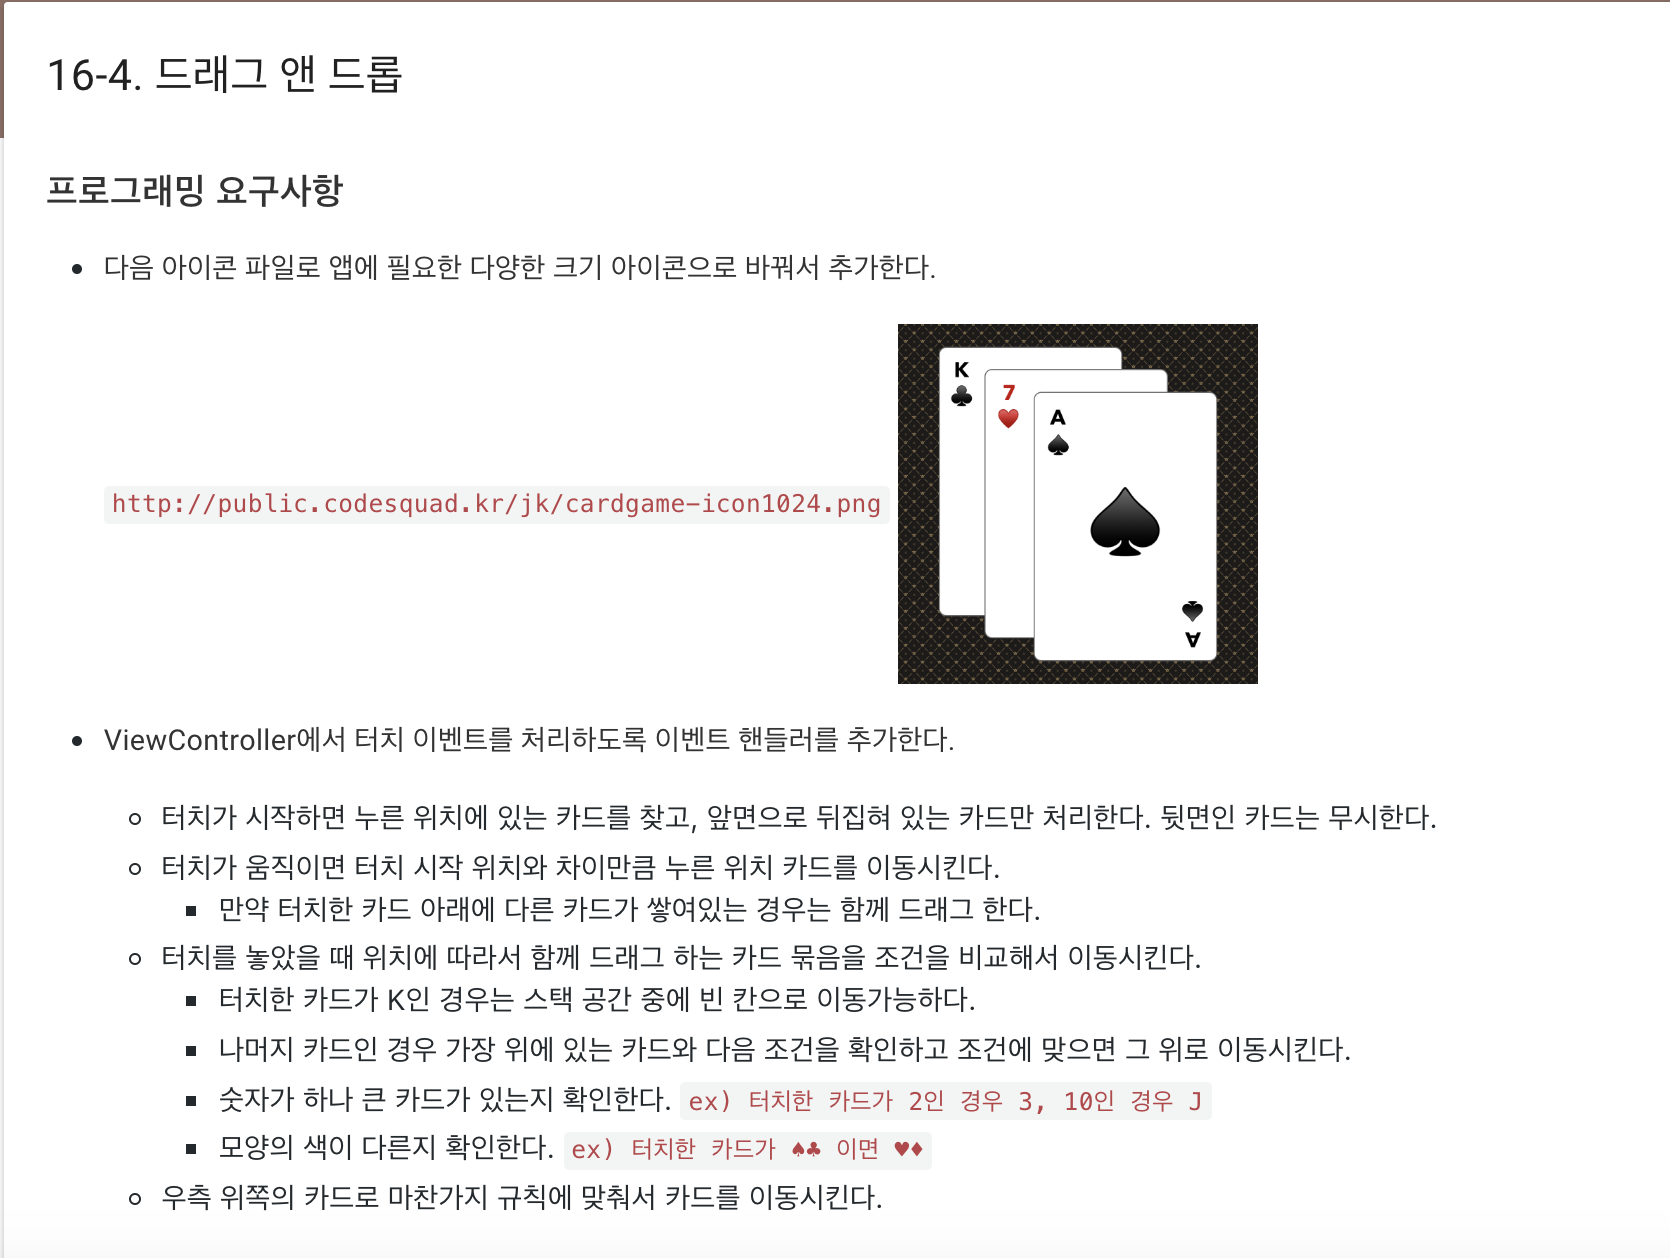 16-4. 드래그 앤 드롭
프로그래밍 요구사항
다음 아이콘 파일로 앱에 필요한 다양한 크기 아이콘으로 바꿔서 추가한다.
http://public.codesquad.kr/jk/cardgame-icon1024.png
K
7
A
A
ViewController에서 터치 이벤트를 처리하도록 이벤트 핸들러를 추가한다.
터치가 시작하면 누른 위치에 있는 카드를 찾고, 앞면으로 뒤집혀 있는 카드만 처리한다. 뒷면인 카드는 무시한다.
터치가 움직이면 터치 시작 위치와 차이만큼 누른 위치 카드를 이동시킨다.
만약 터치한 카드 아래에 다른 카드가 쌓여있는 경우는 함께 드래그 한다.
터치를 놓았을 때 위치에 따라서 함께 드래그 하는 카드 묶음을 조건을 비교해서 이동시킨다.
터치한 카드가 K인 경우는 스택 공간 중에 빈 칸으로 이동가능하다.
나머지 카드인 경우 가장 위에 있는 카드와 다음 조건을 확인하고 조건에 맞으면 그 위로 이동시킨다.
숫자가 하나 큰 카드가 있는지 확인한다. ex) 터치한 카드가 2인 경우 3, 10인 경우 J
모양의 색이 다른지 확인한다. ex) 터치한 카드가 ♠♣ 이면 ♥♦
우측 위쪽의 카드로 마찬가지 규칙에 맞춰서 카드를 이동시킨다.